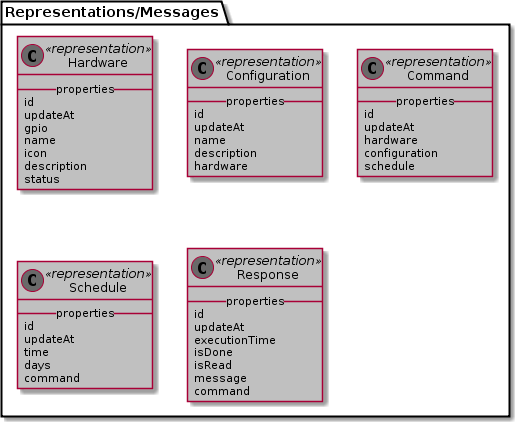 Representations/Messages
C «representation»
Hardware
properties
id
updateAt
gpio
name
icon
description
status
C «representation»
Configuration
properties
id
updateAt
name
description
hardware
C «representation»
Command
properties
id
updateAt
hardware
configuration
schedule
C «representation»
Schedule
properties
id
updateAt
time
days
command
C «representation»
Response
properties
id
updateAt
executionTime
isDone
isRead
message
command